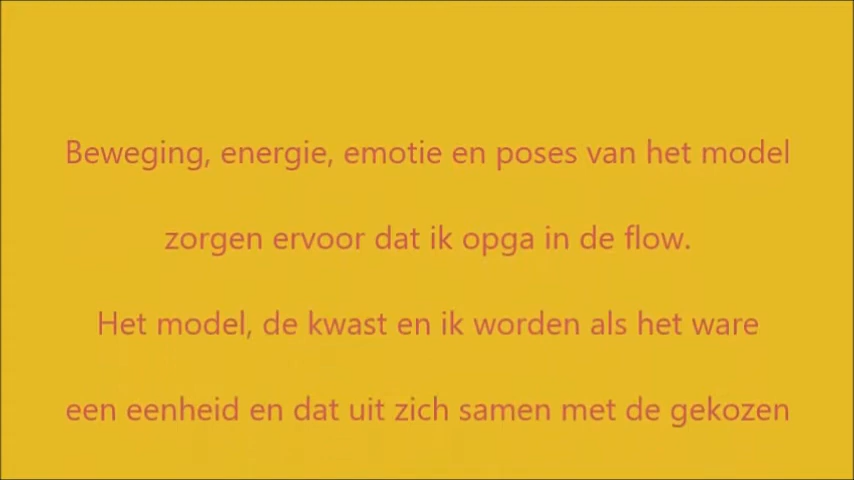 Beweging, energie, emotie en poses van het model
zorgen ervoor dat ik opga in de flow.
Het model, de kwast en ik worden als het ware
een eenheid en dat uit zich samen met de gekozen